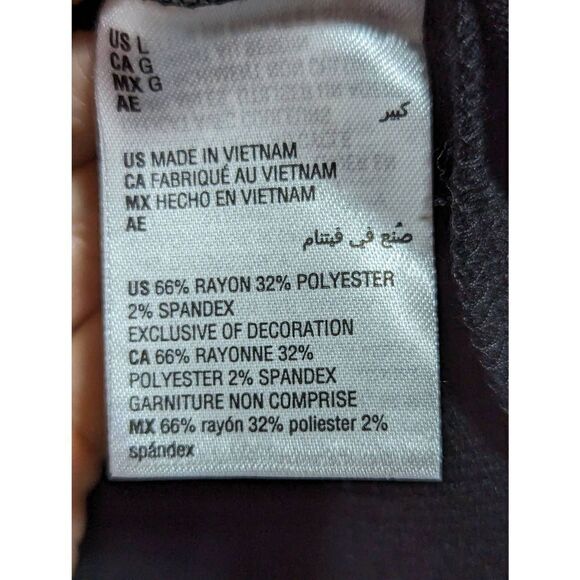 US L
CA G
MX G
AE
كبير
US MADE IN VIETNAM
CA FABRIQUÉ AU VIETNAM
MX HECHO EN VIETNAM
AE
صُنع في فيتنام
US 66% RAYON 32% POLYESTER
2% SPANDEX
EXCLUSIVE OF DECORATION
CA 66% RAYONNE 32%
POLYESTER 2% SPANDEX
GARNITURE NON COMPRISE
MX 66% rayón 32% poliester 2%
spándex